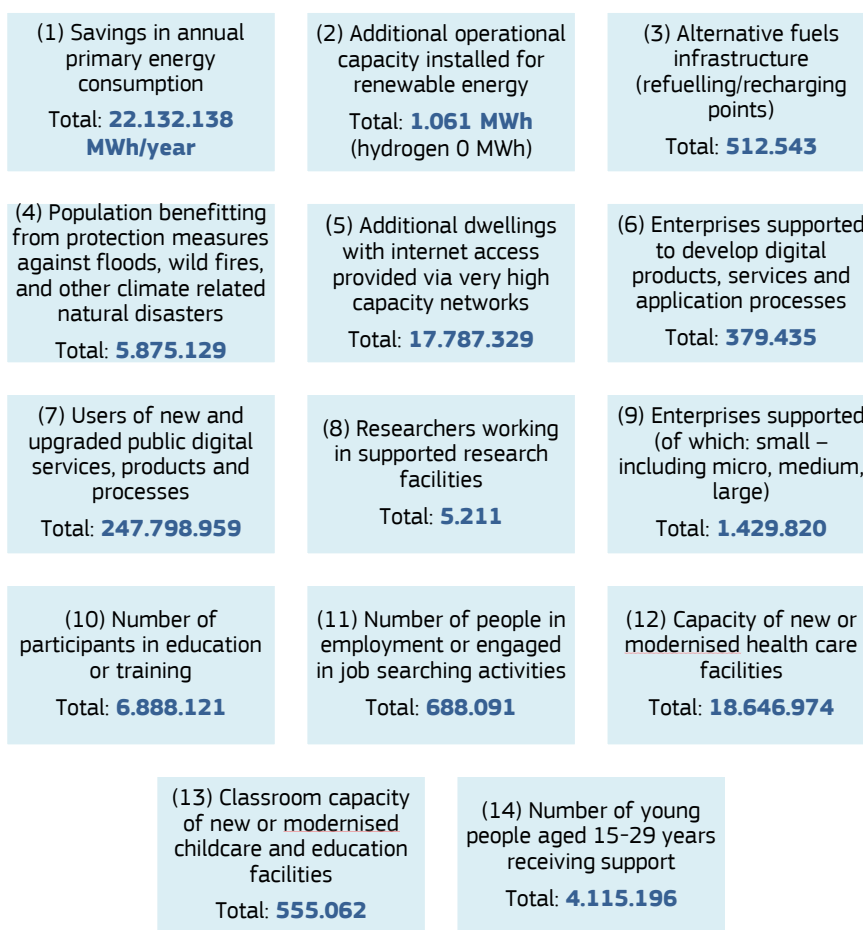 (1) Savings in annual
primary energy
consumption
Total: 22.132.138
MWh/year
(2) Additional operational
capacity installed for
renewable energy
Total: 1.061 MWh
(hydrogen 0 MWh)
(3) Alternative fuels
infrastructure
(refuelling/recharging
points)
Total: 512.543
(4) Population benefitting
from protection measures
against floods, wild fires,
and other climate related
natural disasters
Total: 5.875.129
(5) Additional dwellings
with internet access
provided via very high
capacity networks
Total: 17.787.329
(6) Enterprises supported
to develop digital
products, services and
application processes
Total: 379.435
(7) Users of new and
upgraded public digital
services, products and
processes
Total: 247.798.959
(8) Researchers working
in supported research
facilities
Total: 5.211
(9) Enterprises supported
(of which: small –
including micro, medium,
large)
Total: 1.429.820
(10) Number of
participants in education
or training
Total: 6.888.121
(11) Number of people in
employment or engaged
in job searching activities
Total: 688.091
(12) Capacity of new or
modernised health care
facilities
Total: 18.646.974
(13) Classroom capacity
of new or modernised
childcare and education
facilities
Total: 555.062
(14) Number of young
people aged 15-29 years
receiving support
Total: 4.115.196